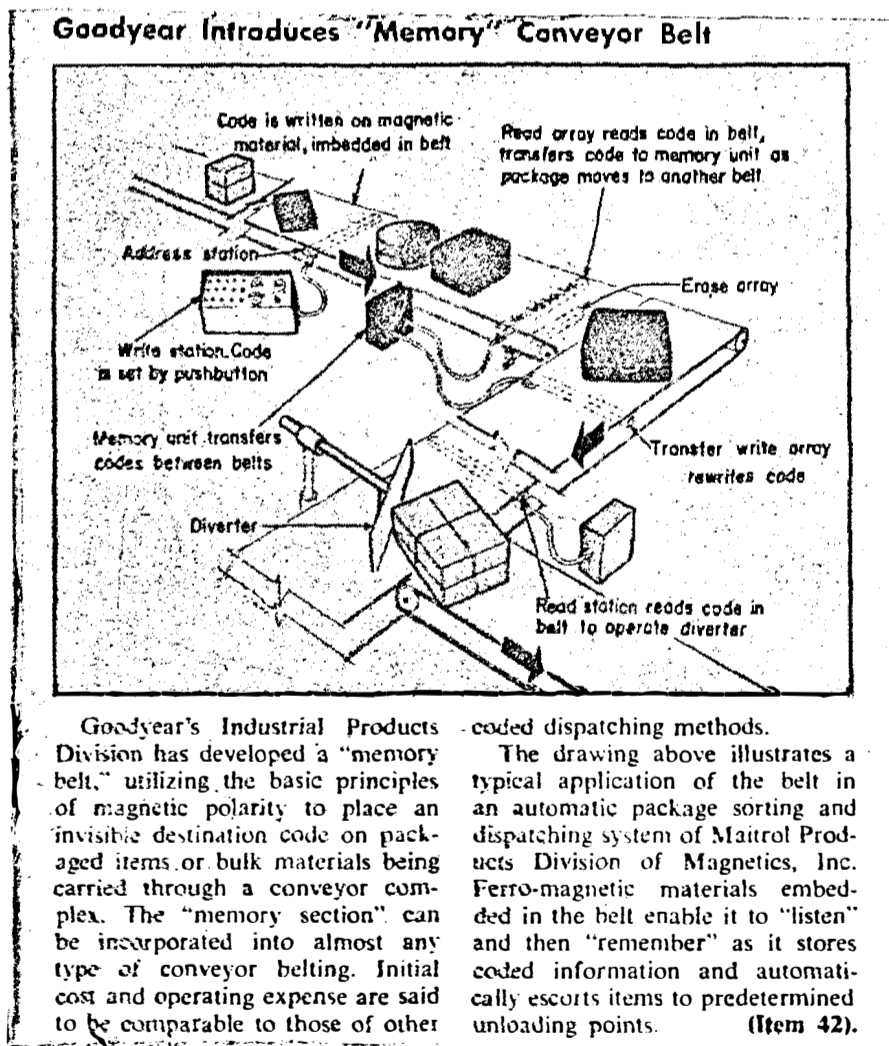 Goodyear Introduces "Memory" Conveyor Belt
Code is written on magnetic
material, imbedded in belt
Read array reads code in belt,
transfers code to memory unit as
package moves to another belt
Address station
Erase array
Write station. Code
is set by pushbutton
Memory unit transfers
codes between belts
Transfer write array
rewrites code
Diverter
Read station reads code in
belt to operate diverter
Goodyear's Industrial Products
Division has developed a "memory
belt," utilizing the basic principles
of magnetic polarity to place an
invisible destination code on pack-
aged items or bulk materials being
carried through a conveyor com-
plex. The "memory section" can
be incorporated into almost any
type of conveyor belting. Initial
cost and operating expense are said
to be comparable to those of other
coded dispatching methods.
The drawing above illustrates a
typical application of the belt in
an automatic package sorting and
dispatching system of Maitrol Prod-
ucts Division of Magnetics, Inc.
Ferro-magnetic materials embed-
ded in the belt enable it to "listen"
and then "remember" as it stores
coded information and automati-
cally escorts items to predetermined
unloading points. (Item 42).